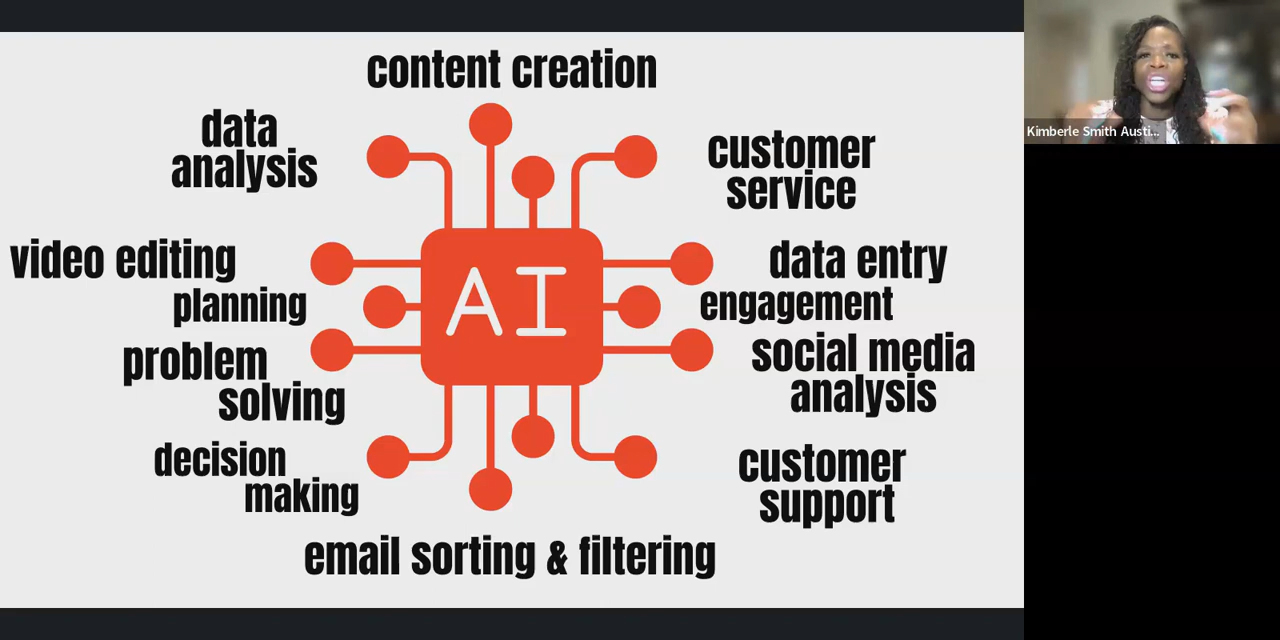 content creation
data
analysis
customer
service
video editing
data entry
planning
engagement
AI
problem
solving
social media
analysis
decision
making
customer
support
email sorting & filtering
Kimberle Smith Austi...